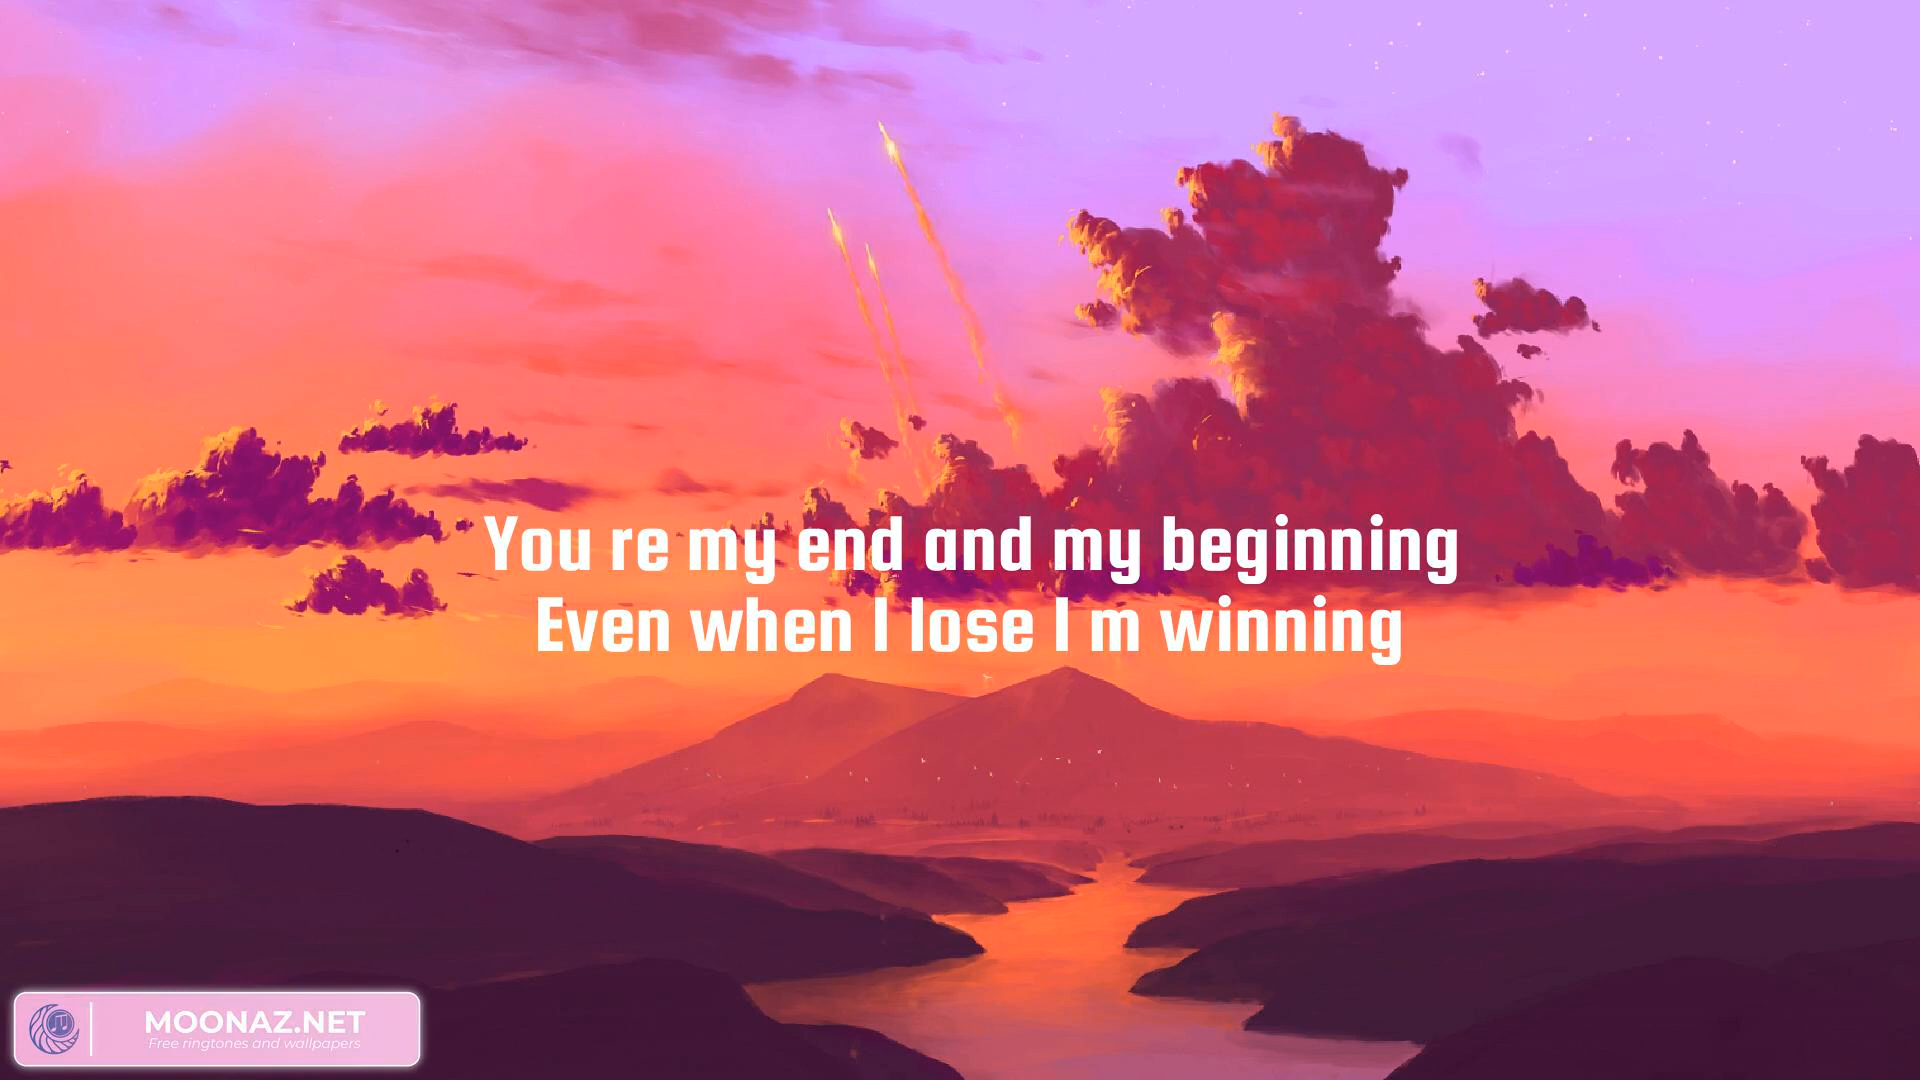 You re my end and my beginning
Even when I lose I m winning
MOONAZ.NET
Free ringtones and wallpapers